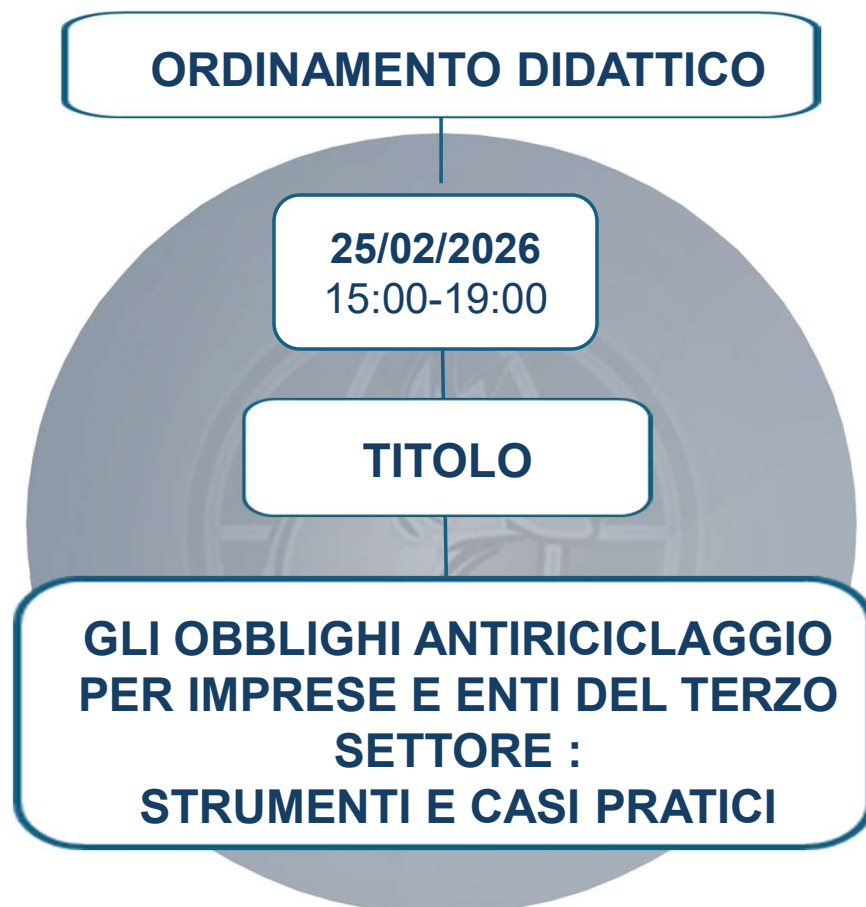 ORDINAMENTO DIDATTICO
25/02/2026
15:00-19:00
TITOLO
GLI OBBLIGHI ANTIRICICLAGGIO
PER IMPRESE E ENTI DEL TERZO
SETTORE :
STRUMENTI E CASI PRATICI